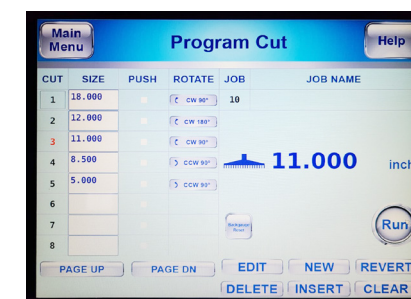 Main Menu
Program Cut
Help
CUT SIZE PUSH ROTATE JOB JOB NAME
1 18.000 CW 90° 10
2 12.000 CW 180°
3 11.000 CW 90°
4 8.500 CCW 90° 11.000 inch
5 5.000 CCW 90°
6
7 Run
8
PAGE UP PAGE DN EDIT NEW REVERT
DELETE INSERT CLEAR